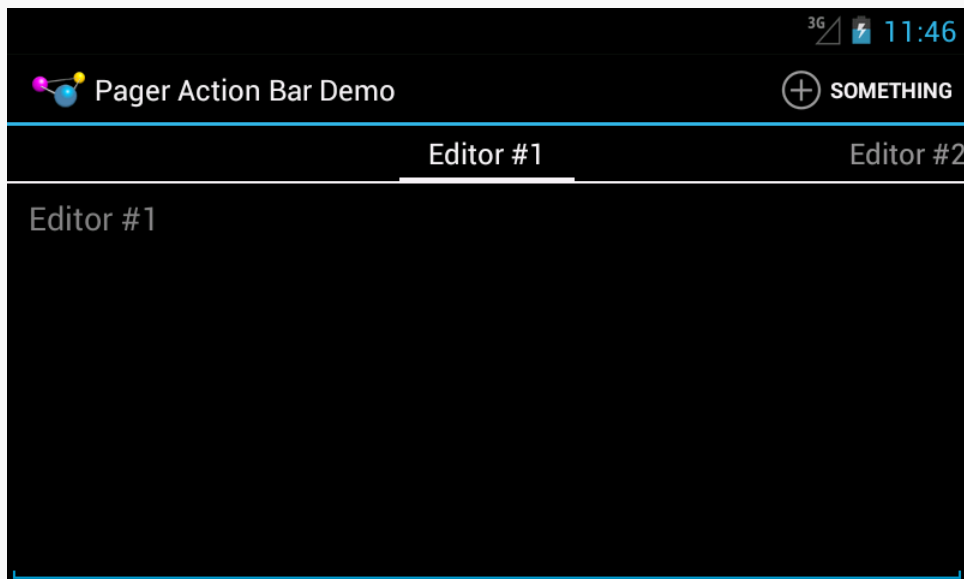 3G 11:46
Pager Action Bar Demo SOMETHING
Editor #1 Editor #2
Editor #1